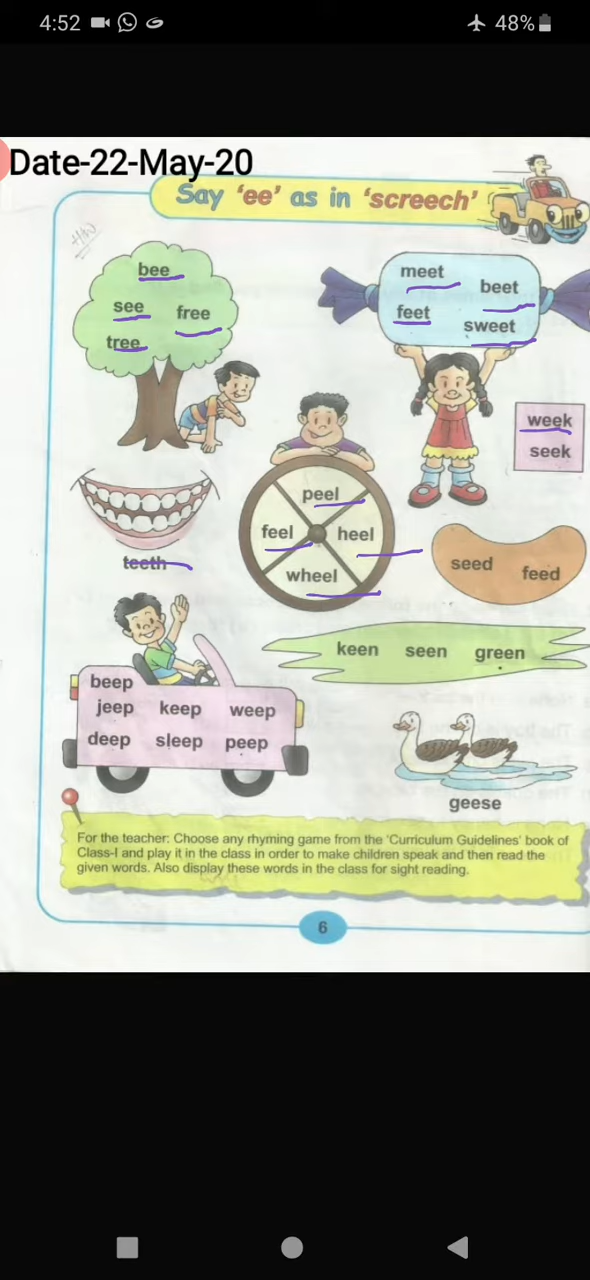 4:52
48%
Date-22-May-20
Say 'ee' as in 'screech'
HW
bee
see free
tree
meet
beet
feet
sweet
week
seek
teeth
peel
feel heel
wheel
seed
feed
keen seen green
beep
jeep keep weep
deep sleep peep
geese
For the teacher: Choose any rhyming game from the 'Curriculum Guidelines' book of
Class-I and play it in the class in order to make children speak and then read the
given words. Also display these words in the class for sight reading.
6